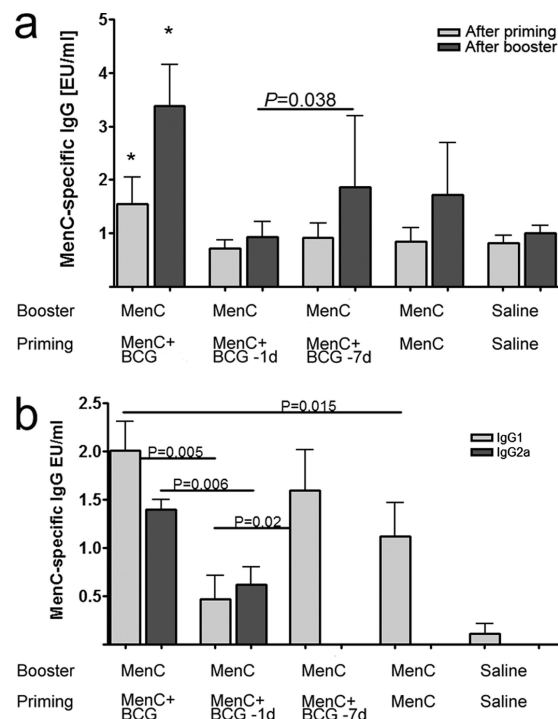 a
After priming
After booster
MenC-specific IgG [EU/ml]
5
4
3
2
1
*
*
P=0.038
Booster MenC MenC MenC MenC Saline
Priming MenC+ MenC+ MenC+ MenC Saline
BCG BCG -1d BCG -7d
b
IgG1
IgG2a
MenC-specific IgG EU/ml
2.5
2.0
1.5
1.0
0.5
P=0.015
P=0.005
P=0.006
P=0.02
Booster MenC MenC MenC MenC Saline
Priming MenC+ MenC+ MenC+ MenC Saline
BCG BCG -1d BCG -7d